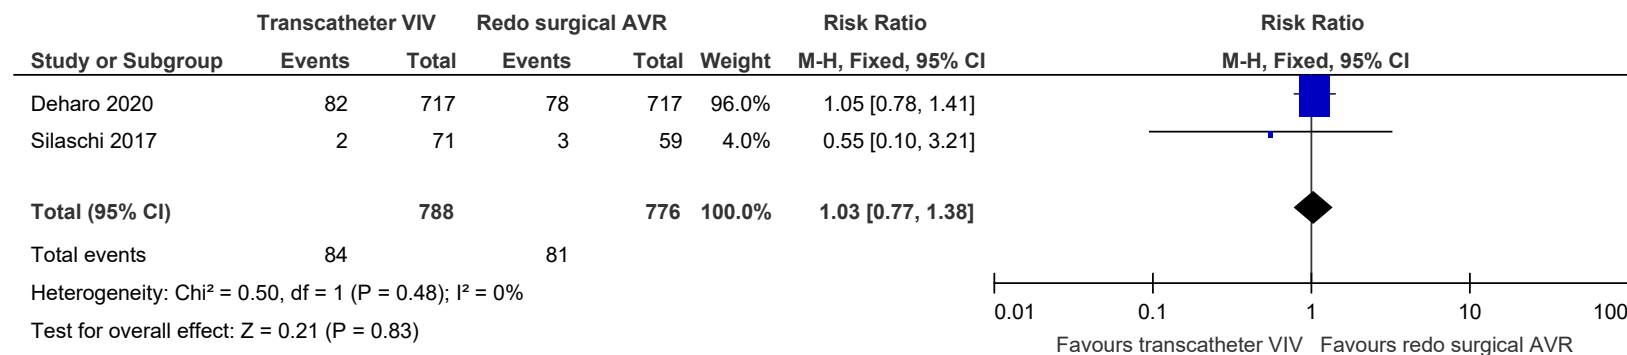 Transcatheter VIV Redo surgical AVR Risk Ratio Risk Ratio
Study or Subgroup Events Total Events Total Weight M-H, Fixed, 95% CI M-H, Fixed, 95% CI
Deharo 2020 82 717 78 717 96.0% 1.05 [0.78, 1.41]
Silaschi 2017 2 71 3 59 4.0% 0.55 [0.10, 3.21]
Total (95% CI) 788 776 100.0% 1.03 [0.77, 1.38]
Total events 84 81
Heterogeneity: Chi² = 0.50, df = 1 (P = 0.48); I² = 0%
Test for overall effect: Z = 0.21 (P = 0.83)
0.01 0.1 1 10 100
Favours transcatheter VIV Favours redo surgical AVR